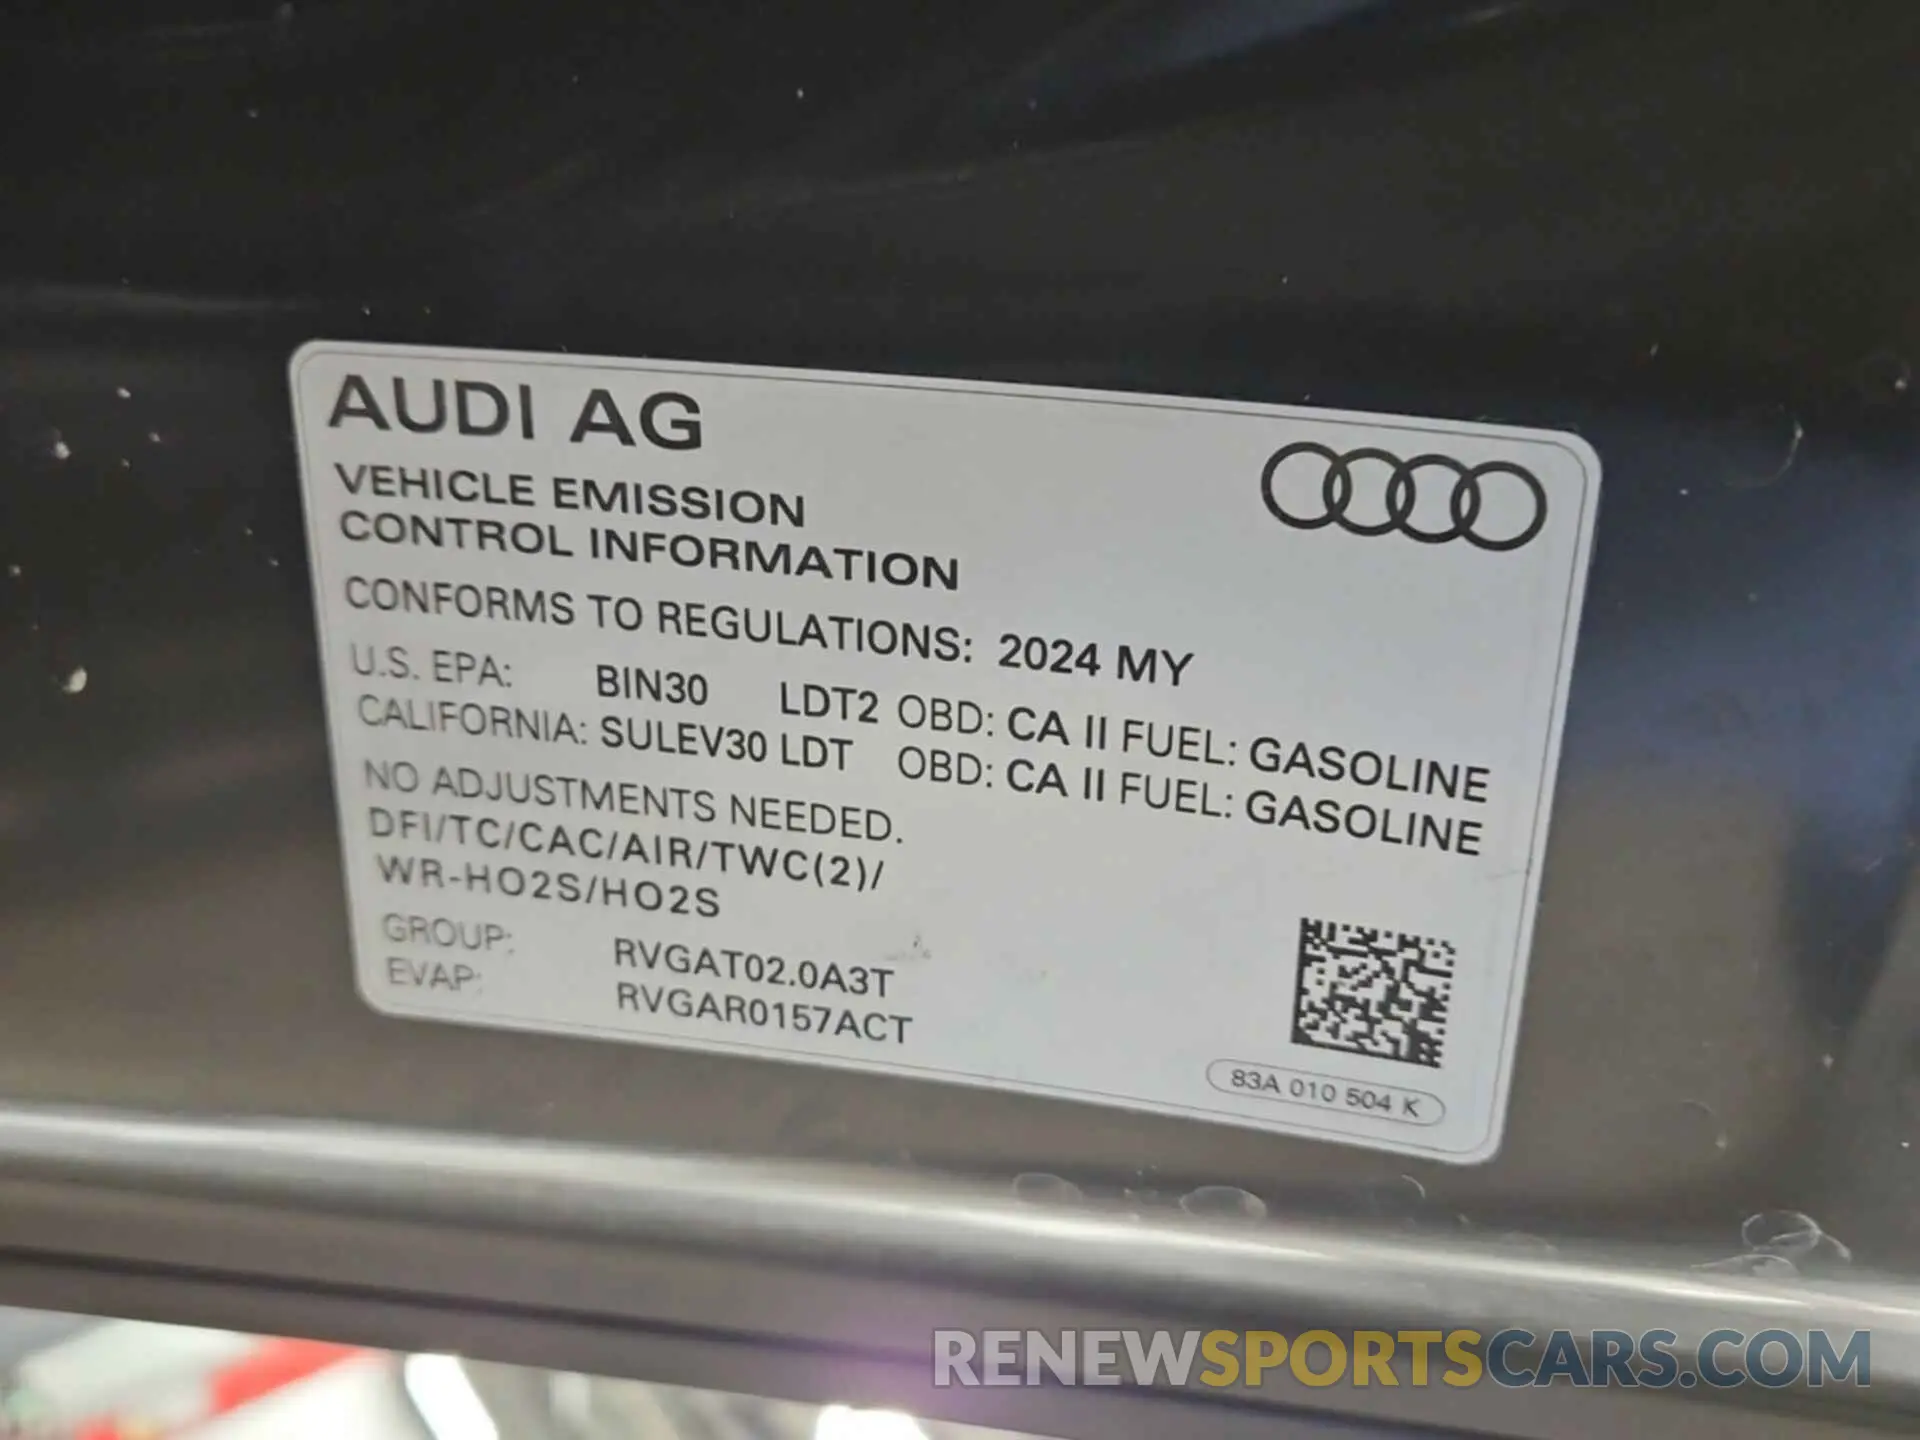 AUDI AG
VEHICLE EMISSION
CONTROL INFORMATION
CONFORMS TO REGULATIONS: 2024 MY
U.S. EPA: BIN30 LDT2 OBD: CA II FUEL: GASOLINE
CALIFORNIA: SULEV30 LDT OBD: CA II FUEL: GASOLINE
NO ADJUSTMENTS NEEDED.
DFI/TC/CAC/AIR/TWC(2)/
WR-HO2S/HO2S
GROUP: RVGAT02.0A3T
EVAP: RVGAR0157ACT
83A 010 504 K
RENEWSPORTSCARS.COM